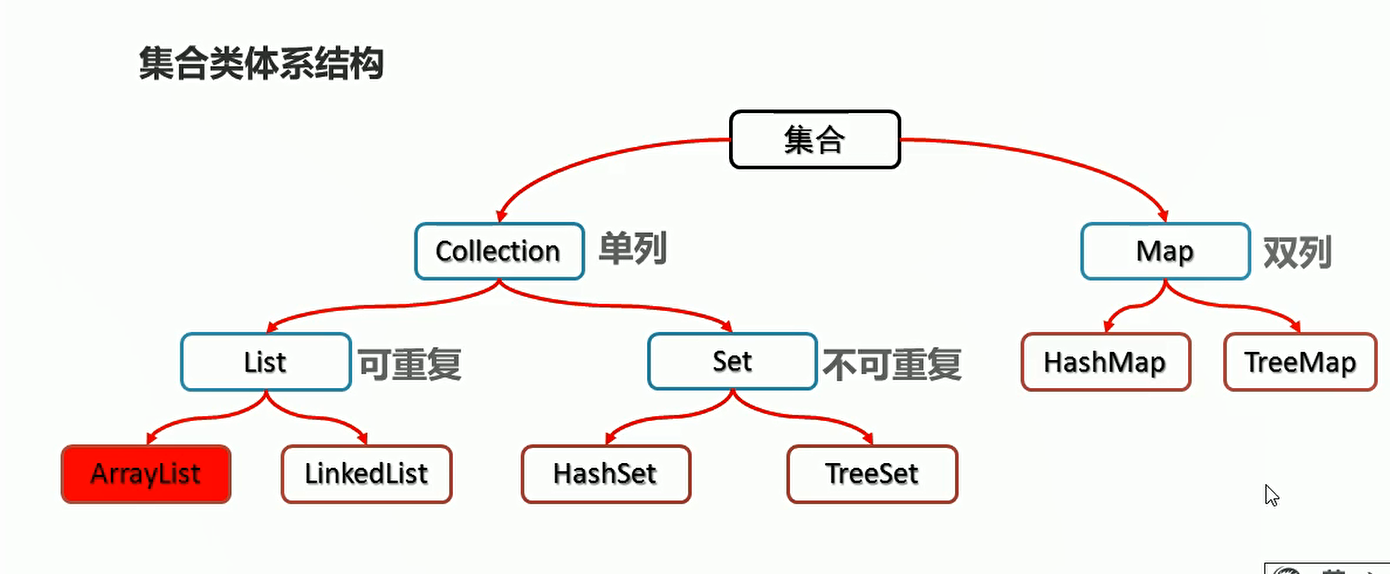 集合类体系结构
集合
Collection
单列
Map
双列
List
可重复
Set
不可重复
HashMap
TreeMap
ArrayList
LinkedList
HashSet
TreeSet